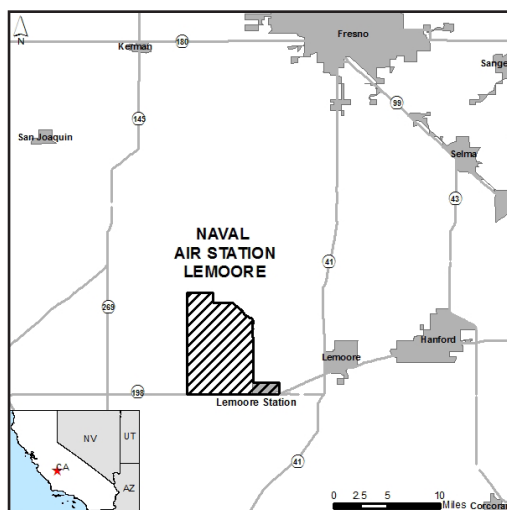 N
Kerman
180
Fresno
Sange
99
145
San Joaquin
Selma
43
NAVAL
AIR STATION
LEMOORE
41
269
Hanford
Lemoore
198
Lemoore Station
NV
UT
CA
AZ
41
0 2.5 5 10
Miles
Corcoran